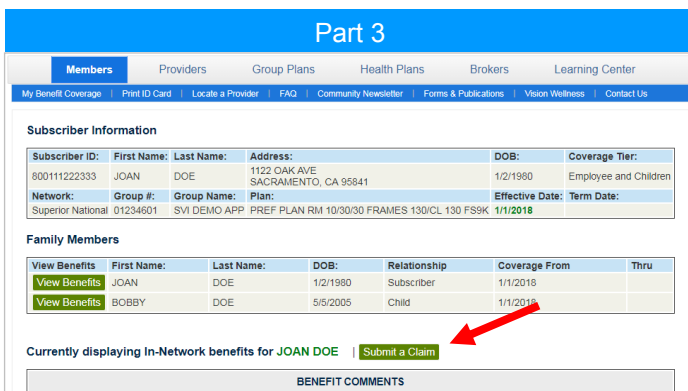 Part 3
Members Providers Group Plans Health Plans Brokers Learning Center
My Benefit Coverage | Print ID Card | Locate a Provider | FAQ | Community Newsletter | Forms & Publications | Vision Wellness | Contact Us
Subscriber Information
Subscriber ID: First Name: Last Name: Address: DOB: Coverage Tier:
800111222333 JOAN DOE 1122 OAK AVE 1/2/1980 Employee and Children
SACRAMENTO, CA 95841
Network: Group #: Group Name: Plan: Effective Date: Term Date:
Superior National 01234601 SVI DEMO APP PREF PLAN RM 10/30/30 FRAMES 130/CL 130 FS9K 1/1/2018
Family Members
View Benefits First Name: Last Name: DOB: Relationship Coverage From Thru
View Benefits JOAN DOE 1/2/1980 Subscriber 1/1/2018
View Benefits BOBBY DOE 5/5/2005 Child 1/1/2018
Currently displaying In-Network benefits for JOAN DOE | Submit a Claim
BENEFIT COMMENTS